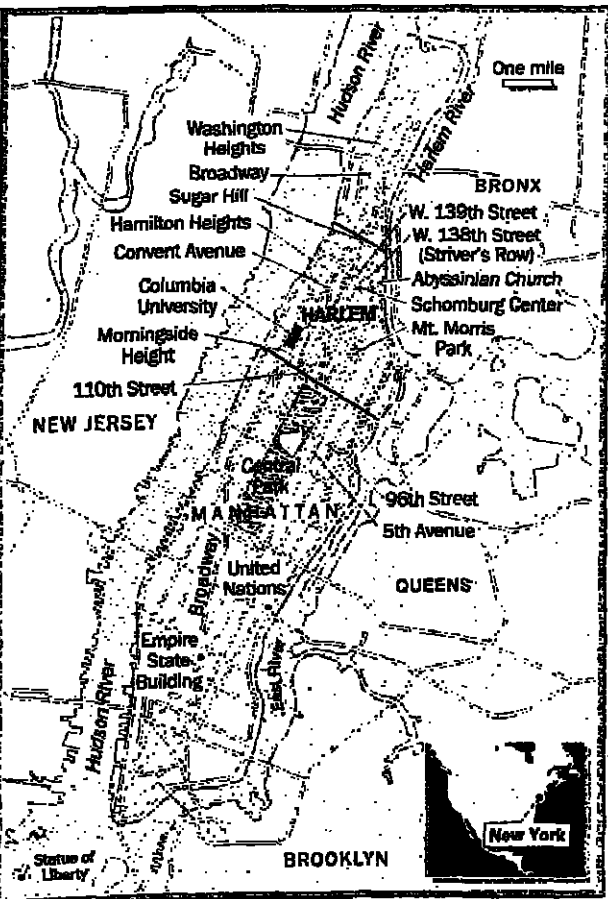 Hudson River
One mile
Harlem River
Washington
Heights
Broadway
BRONX
Sugar Hill
W. 139th Street
Hamilton Heights
W. 138th Street
(Striver's Row)
Convent Avenue
Abyssinian Church
Columbia
University
Schomburg Center
HARLEM
Mt. Morris
Park
Morningside
Height
110th Street
NEW JERSEY
Central
Park
96th Street
MANHATTAN
5th Avenue
Broadway
United
Nations
QUEENS
Empire
State
Building
East River
Hudson River
New York
Statue of
Liberty
BROOKLYN